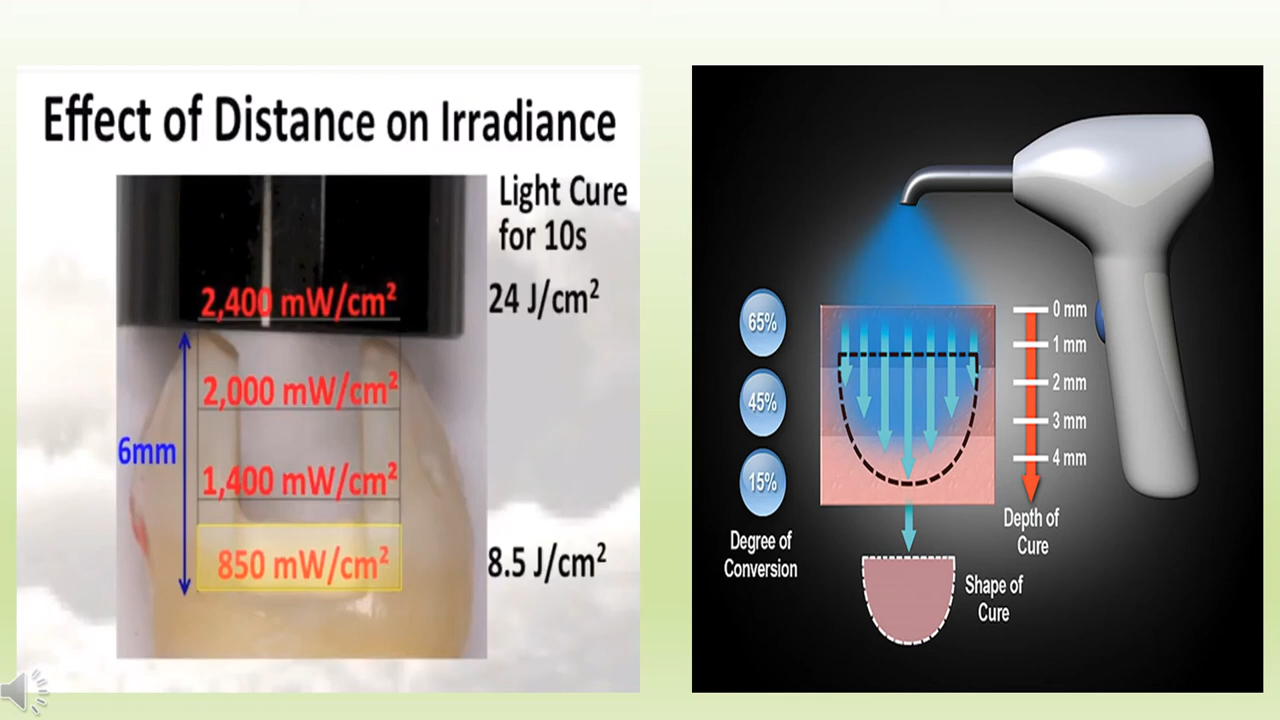 Effect of Distance on Irradiance
Light Cure
for 10s
2,400 mW/cm²
24 J/cm²
2,000 mW/cm²
6mm
1,400 mW/cm²
850 mW/cm²
8.5 J/cm²
65%
45%
15%
Degree of
Conversion
0 mm
1 mm
2 mm
3 mm
4 mm
Depth of
Cure
Shape of
Cure